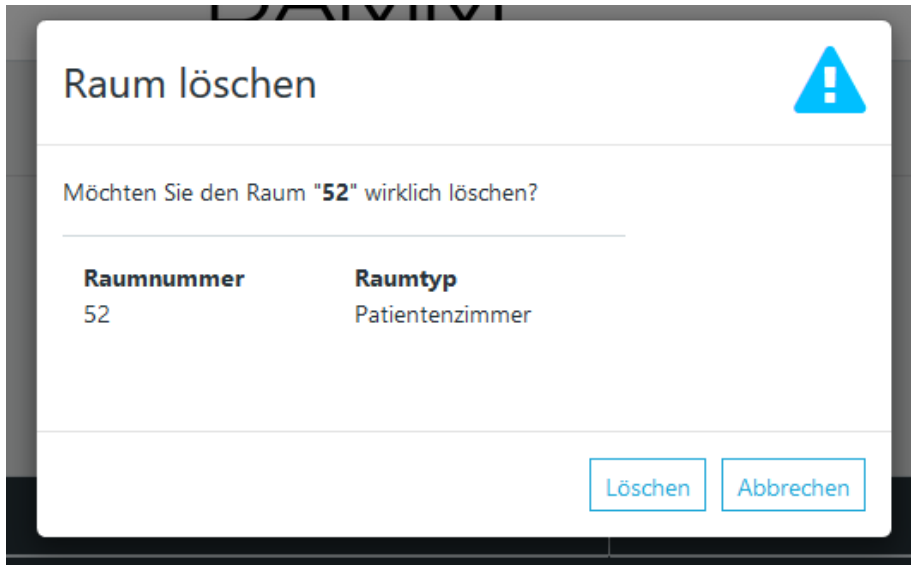 Raum löschen
Möchten Sie den Raum "52" wirklich löschen?
Raumnummer Raumtyp
52 Patientenzimmer
Löschen Abbrechen